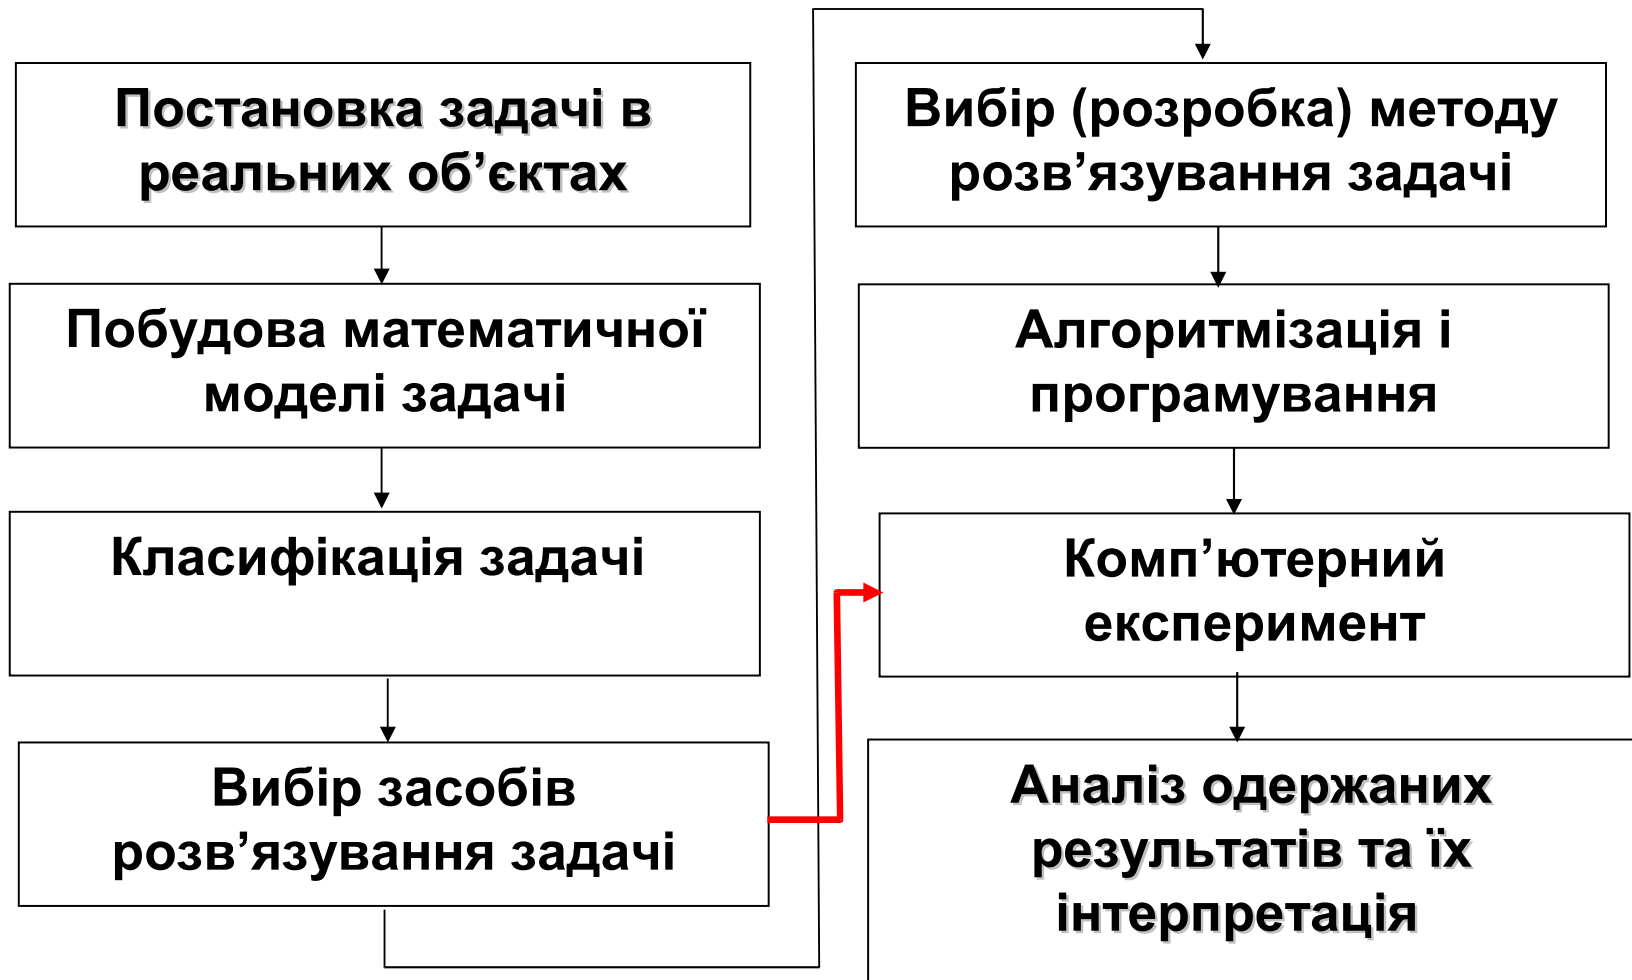 Постановка задачі в
реальних об’єктах
Побудова математичної
моделі задачі
Класифікація задачі
Вибір засобів
розв’язування задачі
Вибір (розробка) методу
розв’язування задачі
Алгоритмізація і
програмування
Комп’ютерний
експеримент
Аналіз одержаних
результатів та їх
інтерпретація